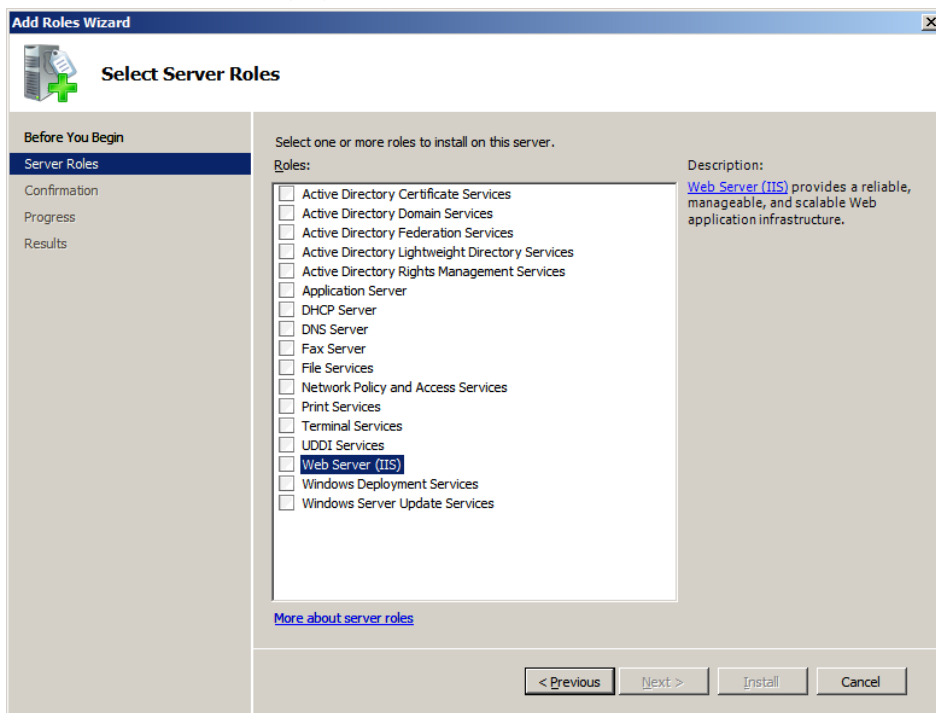 Add Roles Wizard
Select Server Roles
Before You Begin
Server Roles
Confirmation
Progress
Results
Select one or more roles to install on this server.
Roles:
Active Directory Certificate Services
Active Directory Domain Services
Active Directory Federation Services
Active Directory Lightweight Directory Services
Active Directory Rights Management Services
Application Server
DHCP Server
DNS Server
Fax Server
File Services
Network Policy and Access Services
Print Services
Terminal Services
UDDI Services
Web Server (IIS)
Windows Deployment Services
Windows Server Update Services
More about server roles
Description:
Web Server (IIS) provides a reliable,
manageable, and scalable Web
application infrastructure.
< Previous
Next >
Install
Cancel